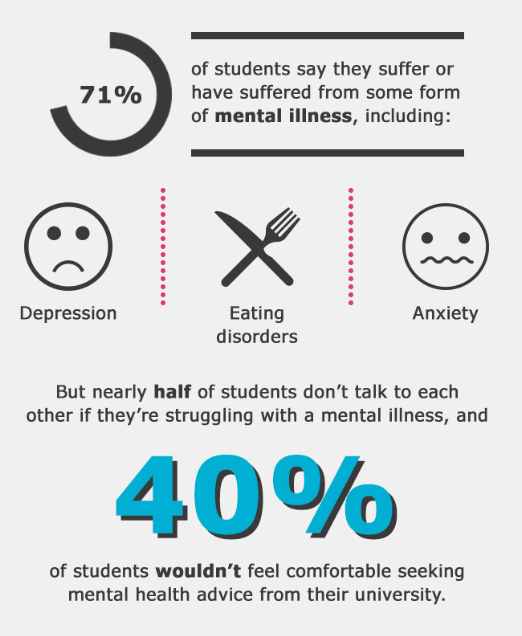 71%
of students say they suffer or
have suffered from some form
of mental illness, including:
Depression
Eating
disorders
Anxiety
But nearly half of students don’t talk to each
other if they’re struggling with a mental illness, and
40%
of students wouldn’t feel comfortable seeking
mental health advice from their university.